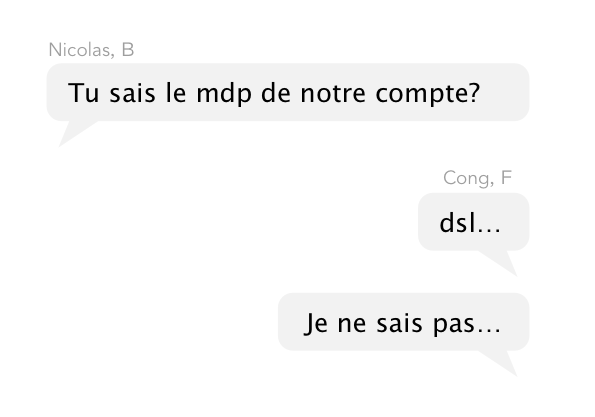 Nicolas, B
Tu sais le mdp de notre compte?
Cong, F
dsl...
Je ne sais pas...